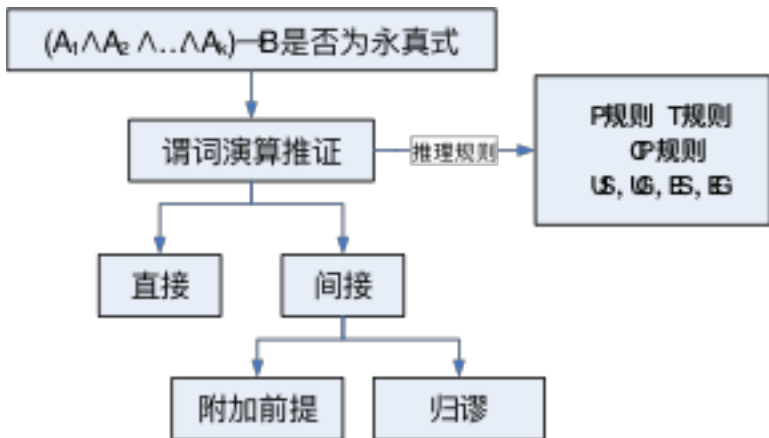 (A₁∧A₂ ∧…∧Aₖ)→B是否为永真式
谓词演算推证
推理规则
P规则 T规则
CP规则
US, UG, ES, EG
直接
间接
附加前提
归谬